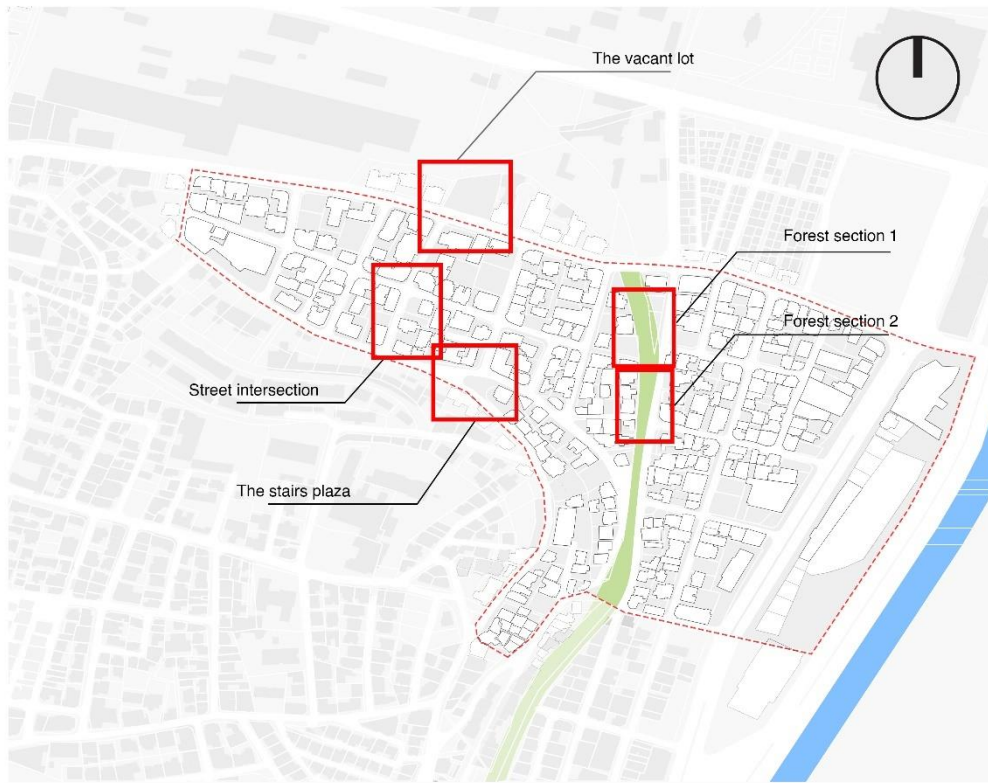 The vacant lot
Forest section 1
Forest section 2
Street intersection
The stairs plaza